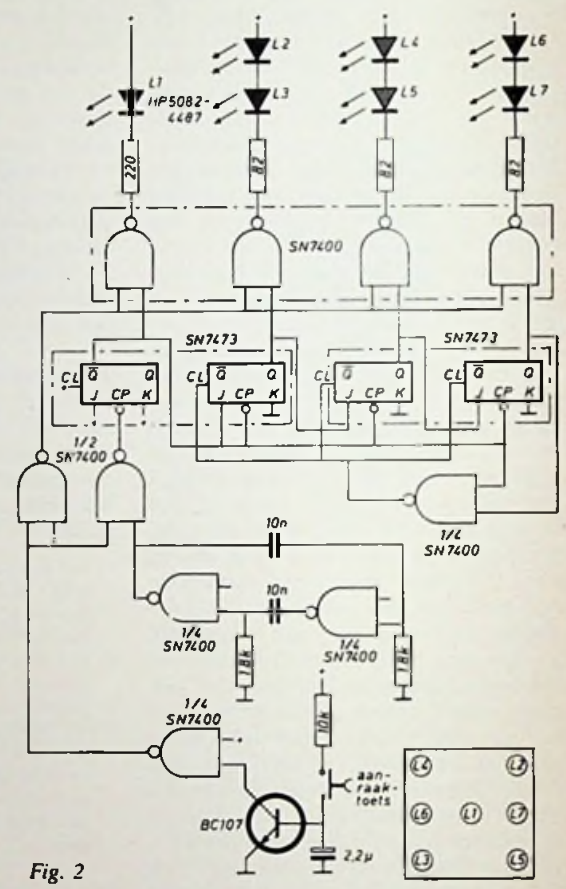 + + + +
L1
HP5082-
4487
L2
L3
L4
L5
L6
L7
220
82
82
82
SN7400
SN7473
SN7473
Q̅ Q
CL
+
J CP K
Q
CL
J CP K
Q
CL
J CP K
Q
CL
J CP K
1/2
SN7400
1/4
SN7400
10n
10n
1/4
SN7400
1/4
SN7400
1.8k
1.8k
1/4
SN7400
+
+
10k
aan-
raak-
toets
BC107
2,2µ
L4 L2
L6 L1 L7
L3 L5
Fig. 2